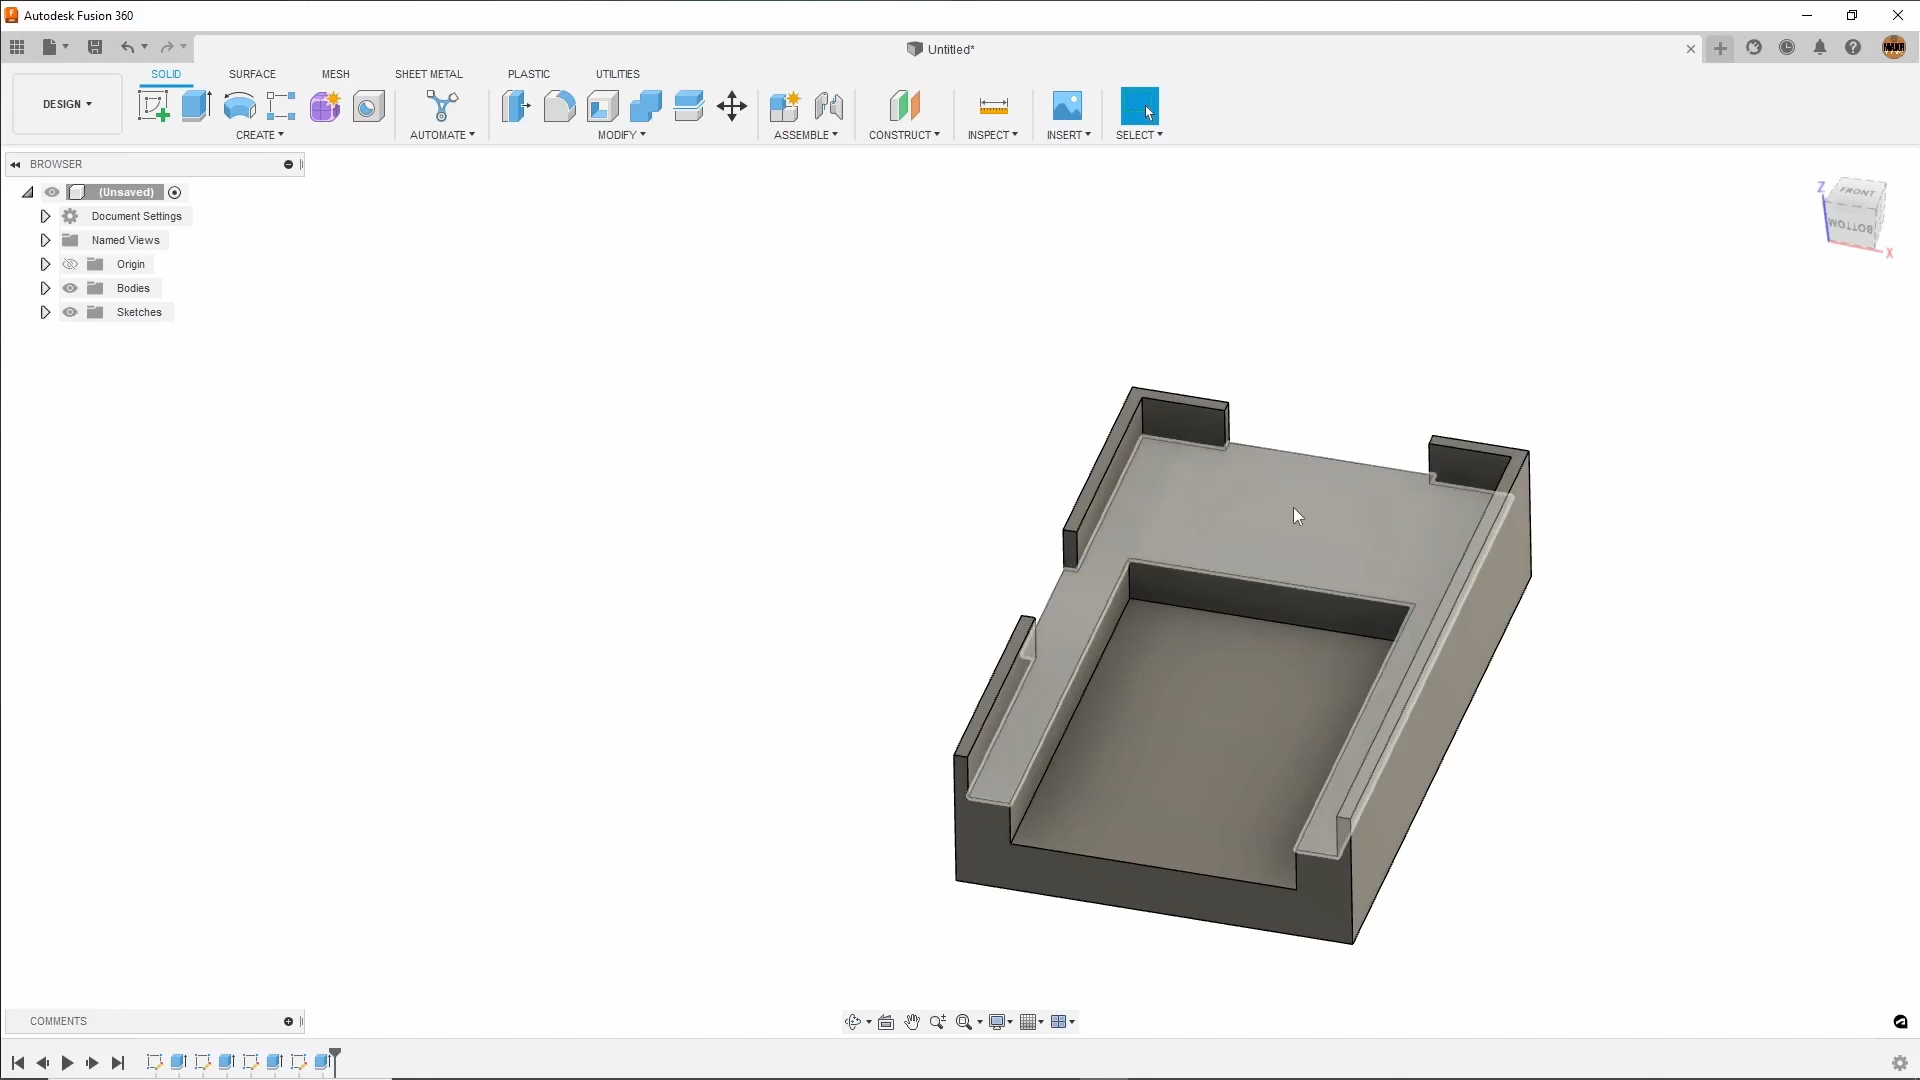 Autodesk Fusion 360
Untitled*
SOLID
SURFACE
MESH
SHEET METAL
PLASTIC
UTILITIES
DESIGN
CREATE
AUTOMATE
MODIFY
ASSEMBLE
CONSTRUCT
INSPECT
INSERT
SELECT
BROWSER
(Unsaved)
Document Settings
Named Views
Origin
Bodies
Sketches
Z
FRONT
BOTTOM
X
COMMENTS